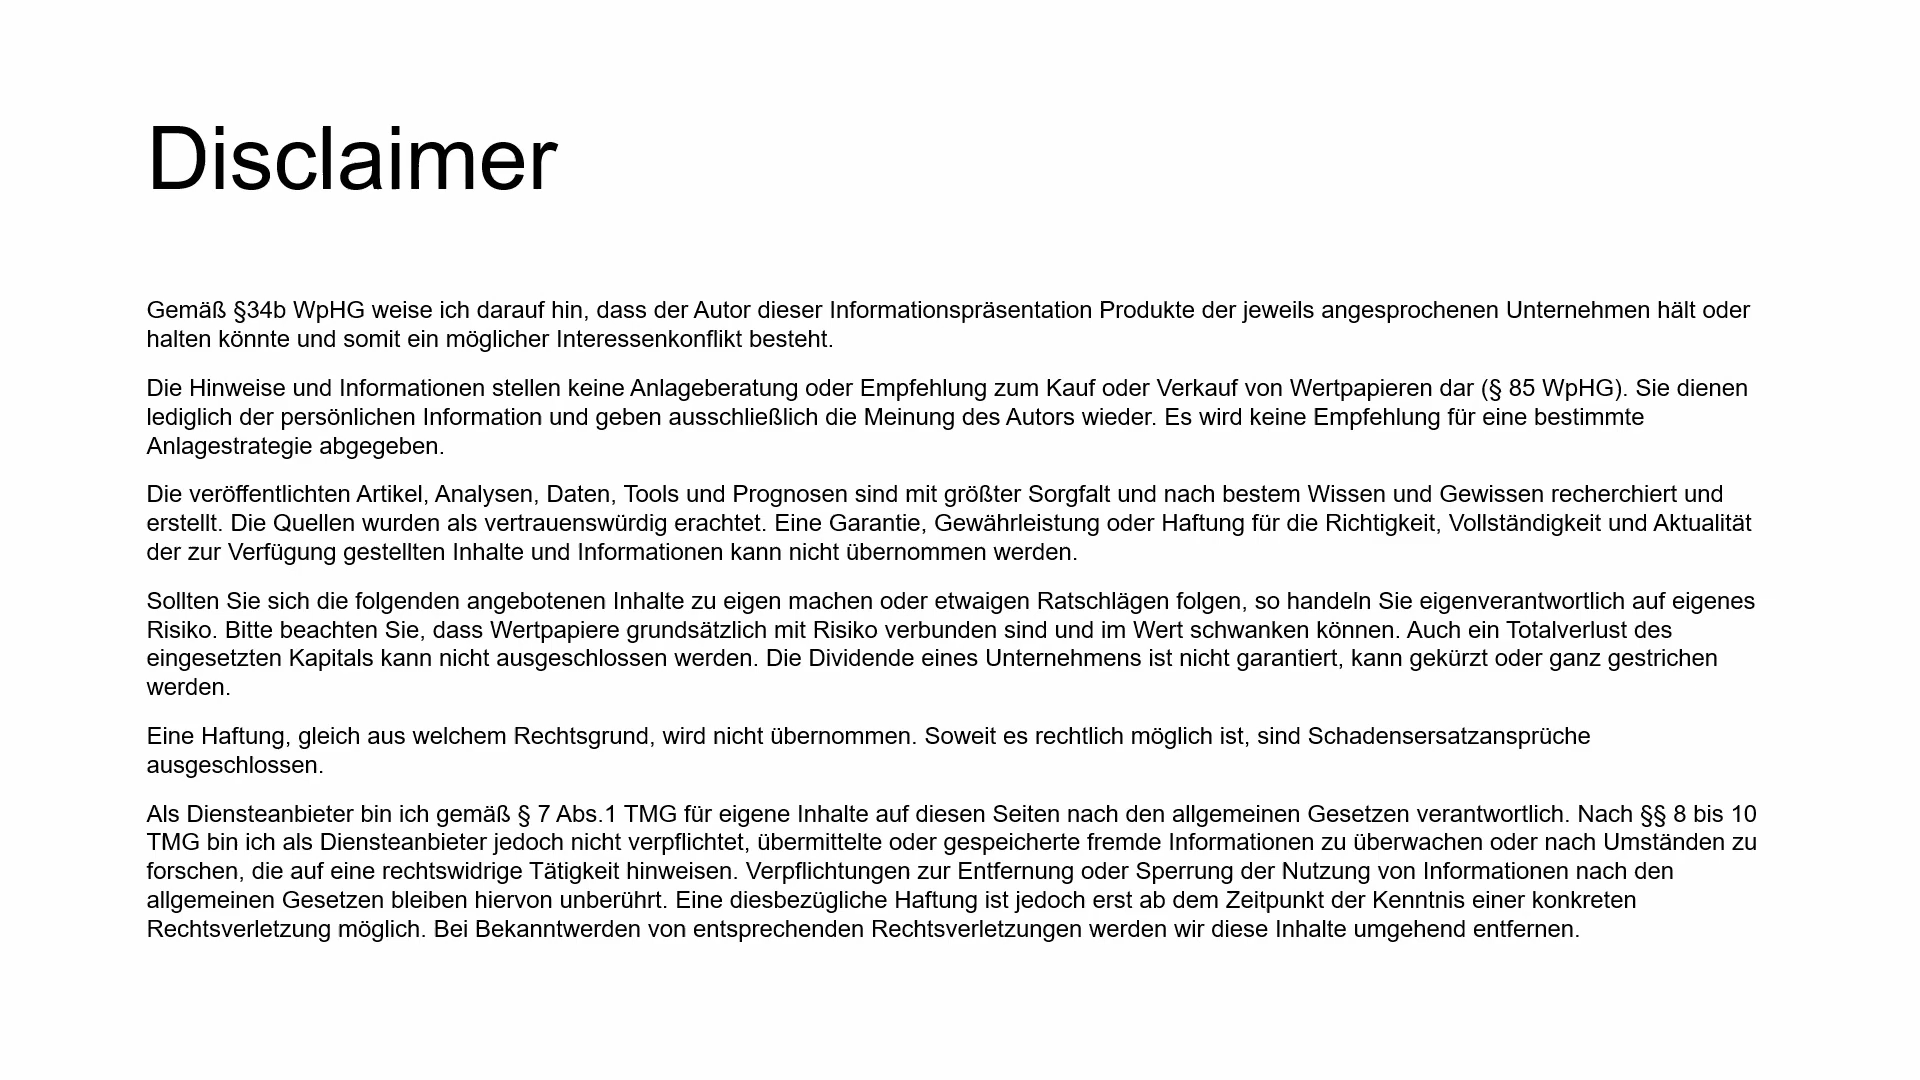 Disclaimer
Gemäß §34b WpHG weise ich darauf hin, dass der Autor dieser Informationspräsentation Produkte der jeweils angesprochenen Unternehmen hält oder
halten könnte und somit ein möglicher Interessenkonflikt besteht.
Die Hinweise und Informationen stellen keine Anlageberatung oder Empfehlung zum Kauf oder Verkauf von Wertpapieren dar (§ 85 WpHG). Sie dienen
lediglich der persönlichen Information und geben ausschließlich die Meinung des Autors wieder. Es wird keine Empfehlung für eine bestimmte
Anlagestrategie abgegeben.
Die veröffentlichten Artikel, Analysen, Daten, Tools und Prognosen sind mit größter Sorgfalt und nach bestem Wissen und Gewissen recherchiert und
erstellt. Die Quellen wurden als vertrauenswürdig erachtet. Eine Garantie, Gewährleistung oder Haftung für die Richtigkeit, Vollständigkeit und Aktualität
der zur Verfügung gestellten Inhalte und Informationen kann nicht übernommen werden.
Sollten Sie sich die folgenden angebotenen Inhalte zu eigen machen oder etwaigen Ratschlägen folgen, so handeln Sie eigenverantwortlich auf eigenes
Risiko. Bitte beachten Sie, dass Wertpapiere grundsätzlich mit Risiko verbunden sind und im Wert schwanken können. Auch ein Totalverlust des
eingesetzten Kapitals kann nicht ausgeschlossen werden. Die Dividende eines Unternehmens ist nicht garantiert, kann gekürzt oder ganz gestrichen
werden.
Eine Haftung, gleich aus welchem Rechtsgrund, wird nicht übernommen. Soweit es rechtlich möglich ist, sind Schadensersatzansprüche
ausgeschlossen.
Als Diensteanbieter bin ich gemäß § 7 Abs.1 TMG für eigene Inhalte auf diesen Seiten nach den allgemeinen Gesetzen verantwortlich. Nach §§ 8 bis 10
TMG bin ich als Diensteanbieter jedoch nicht verpflichtet, übermittelte oder gespeicherte fremde Informationen zu überwachen oder nach Umständen zu
forschen, die auf eine rechtswidrige Tätigkeit hinweisen. Verpflichtungen zur Entfernung oder Sperrung der Nutzung von Informationen nach den
allgemeinen Gesetzen bleiben hiervon unberührt. Eine diesbezügliche Haftung ist jedoch erst ab dem Zeitpunkt der Kenntnis einer konkreten
Rechtsverletzung möglich. Bei Bekanntwerden von entsprechenden Rechtsverletzungen werden wir diese Inhalte umgehend entfernen.